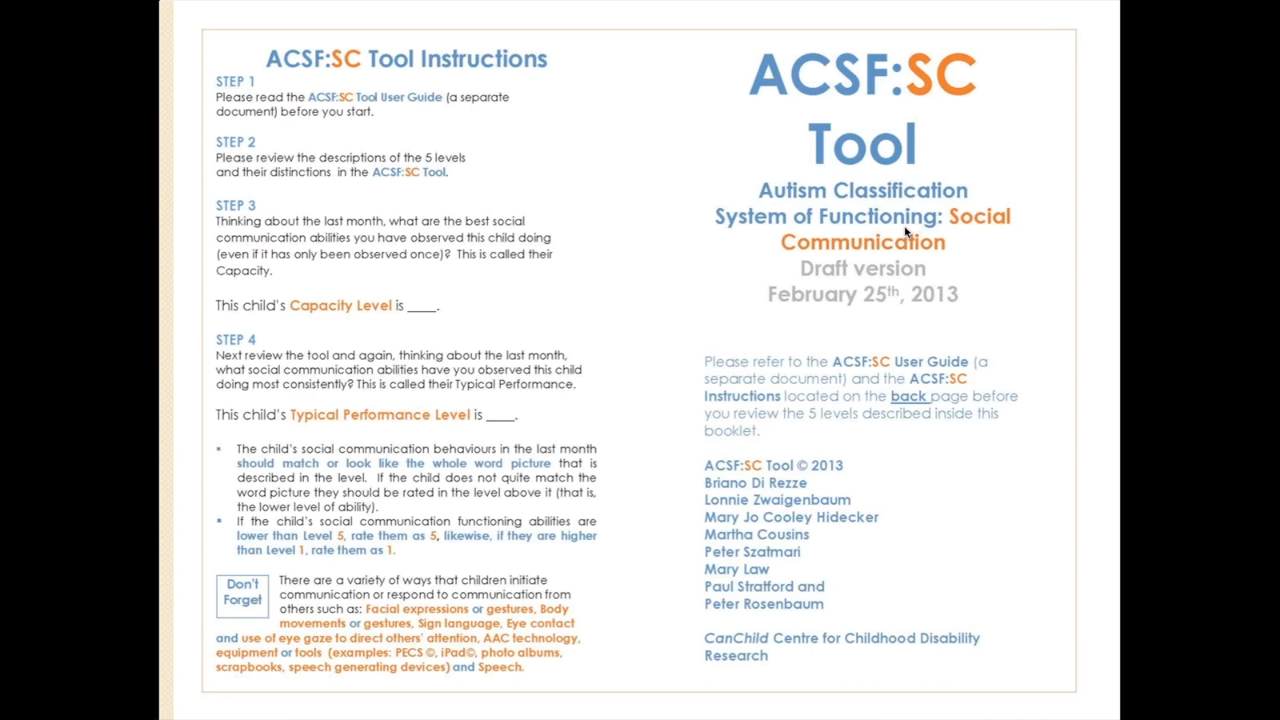 ACSF:SC Tool Instructions
STEP 1
Please read the ACSF:SC Tool User Guide (a separate
document) before you start.
STEP 2
Please review the descriptions of the 5 levels
and their distinctions in the ACSF:SC Tool.
STEP 3
Thinking about the last month, what are the best social
communication abilities you have observed this child doing
(even if it has only been observed once)? This is called their
Capacity.
This child's Capacity Level is ____.
STEP 4
Next review the tool and again, thinking about the last month,
what social communication abilities have you observed this child
doing most consistently? This is called their Typical Performance.
This child's Typical Performance Level is ____.
▪ The child's social communication behaviours in the last month
should match or look like the whole word picture that is
described in the level. If the child does not quite match the
word picture they should be rated in the level above it (that is,
the lower level of ability).
▪ If the child's social communication functioning abilities are
lower than Level 5, rate them as 5, likewise, if they are higher
than Level 1, rate them as 1.
Don't
Forget
There are a variety of ways that children initiate
communication or respond to communication from
others such as: Facial expressions or gestures, Body
movements or gestures, Sign language, Eye contact
and use of eye gaze to direct others' attention, AAC technology,
equipment or tools (examples: PECS ©, iPad©, photo albums,
scrapbooks, speech generating devices) and Speech.
ACSF:SC
Tool
Autism Classification
System of Functioning: Social
Communication
Draft version
February 25th, 2013
Please refer to the ACSF:SC User Guide (a
separate document) and the ACSF:SC
Instructions located on the back page before
you review the 5 levels described inside this
booklet.
ACSF:SC Tool © 2013
Briano Di Rezze
Lonnie Zwaigenbaum
Mary Jo Cooley Hidecker
Martha Cousins
Peter Szatmari
Mary Law
Paul Stratford and
Peter Rosenbaum
CanChild Centre for Childhood Disability
Research